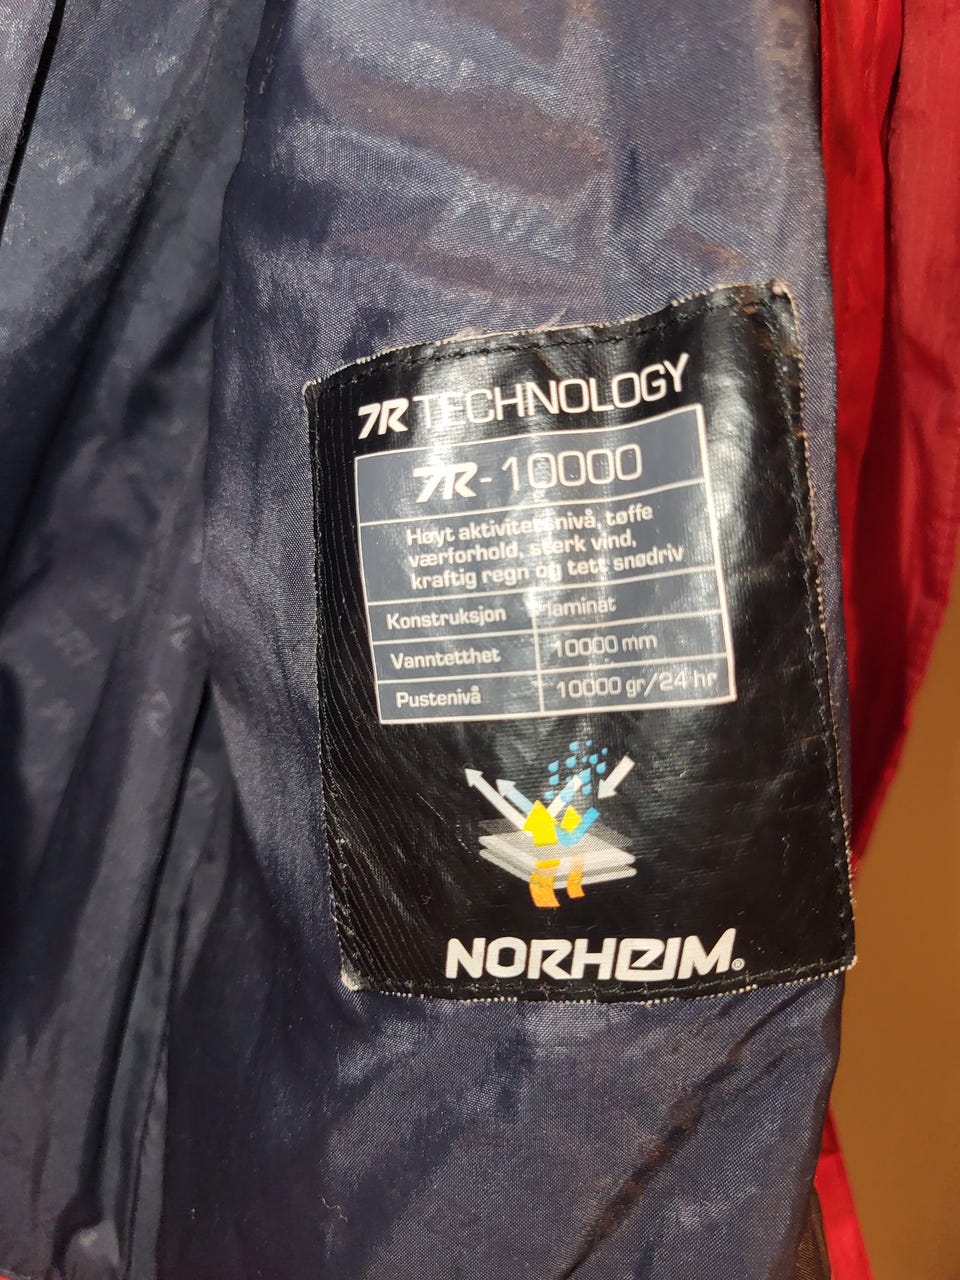 7R TECHNOLOGY
7R-10000
Høyt aktivitetsnivå, tøffe
værforhold, sterk vind,
kraftig regn og tett snødriv
Konstruksjon laminat
Vanntetthet 10000 mm
Pustenivå 10000 gr/24 hr
NORHEIM®